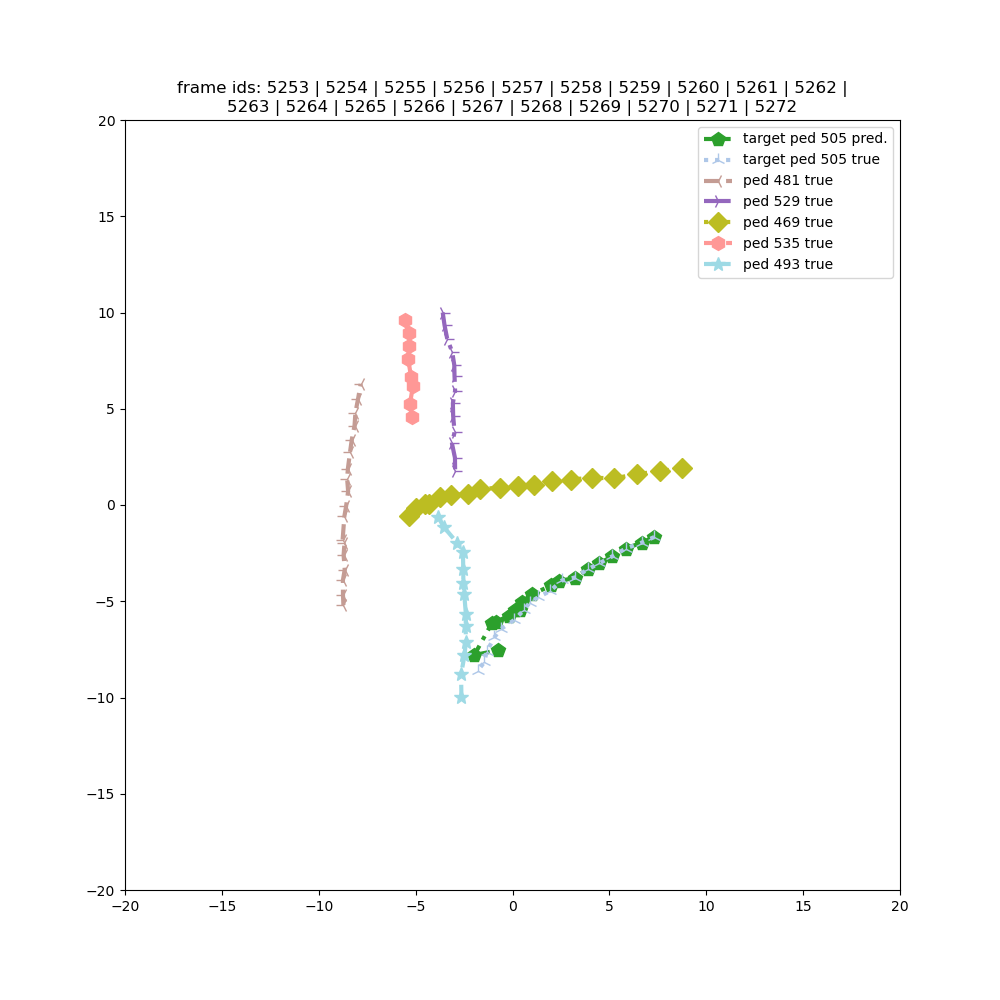 frame ids: 5253 | 5254 | 5255 | 5256 | 5257 | 5258 | 5259 | 5260 | 5261 | 5262 |
5263 | 5264 | 5265 | 5266 | 5267 | 5268 | 5269 | 5270 | 5271 | 5272
target ped 505 pred.
target ped 505 true
ped 481 true
ped 529 true
ped 469 true
ped 535 true
ped 493 true
20
15
10
5
0
−5
−10
−15
−20
−20 −15 −10 −5 0 5 10 15 20